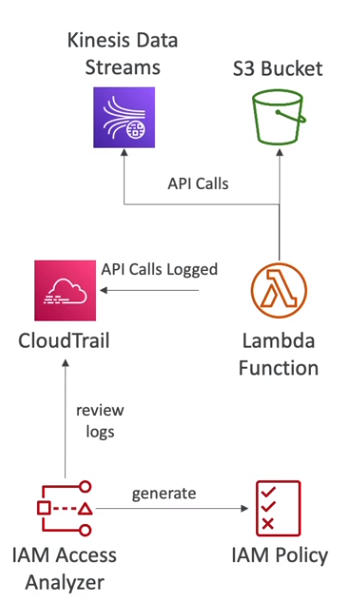 Kinesis Data
Streams
S3 Bucket
API Calls
API Calls Logged
CloudTrail
Lambda
Function
review
logs
generate
IAM Access
Analyzer
IAM Policy